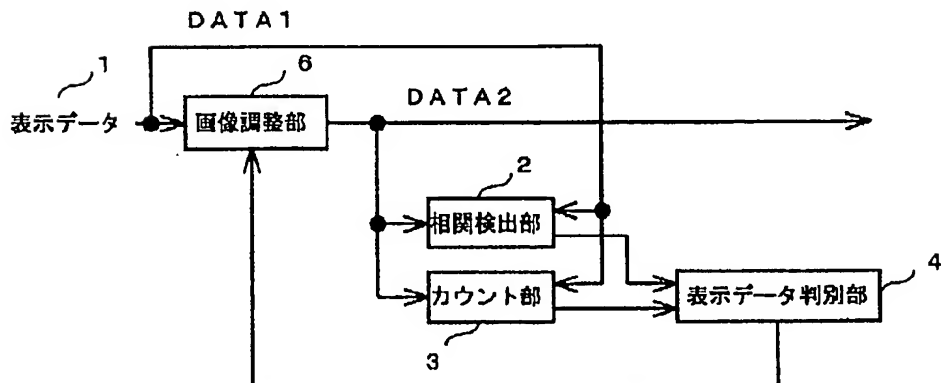 DATA1
1
6
表示データ
画像調整部
DATA2
2
相関検出部
カウント部
3
表示データ判別部
4